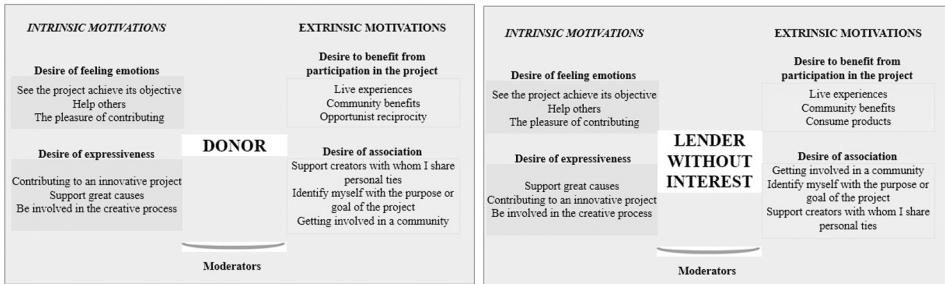 INTRINSIC MOTIVATIONS
Desire of feeling emotions
See the project achieve its objective
Help others
The pleasure of contributing
Desire of expressiveness
Contributing to an innovative project
Support great causes
Be involved in the creative process
DONOR
EXTRINSIC MOTIVATIONS
Desire to benefit from
participation in the project
Live experiences
Community benefits
Opportunist reciprocity
Desire of association
Support creators with whom I share
personal ties
Identify myself with the purpose or
goal of the project
Getting involved in a community
Moderators
INTRINSIC MOTIVATIONS
Desire of feeling emotions
See the project achieve its objective
Help others
The pleasure of contributing
Desire of expressiveness
Support great causes
Contributing to an innovative project
Be involved in the creative process
LENDER
WITHOUT
INTEREST
EXTRINSIC MOTIVATIONS
Desire to benefit from
participation in the project
Live experiences
Community benefits
Consume products
Desire of association
Getting involved in a community
Identify myself with the purpose or
goal of the project
Support creators with whom I share
personal ties
Moderators